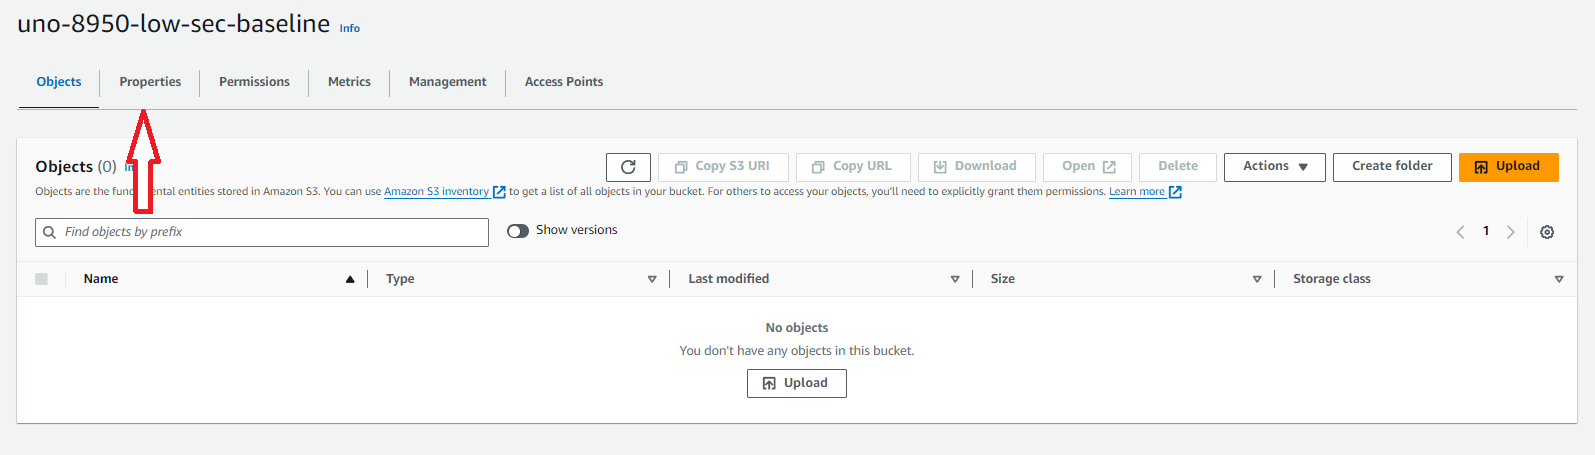 uno-8950-low-sec-baseline Info
Objects Properties Permissions Metrics Management Access Points
Objects (0)
Copy S3 URI Copy URL Download Open Delete Actions Create folder Upload
Objects are the fundamental entities stored in Amazon S3. You can use Amazon S3 inventory to get a list of all objects in your bucket. For others to access your objects, you'll need to explicitly grant them permissions. Learn more
Find objects by prefix Show versions 1
Name Type Last modified Size Storage class
No objects
You don't have any objects in this bucket.
Upload